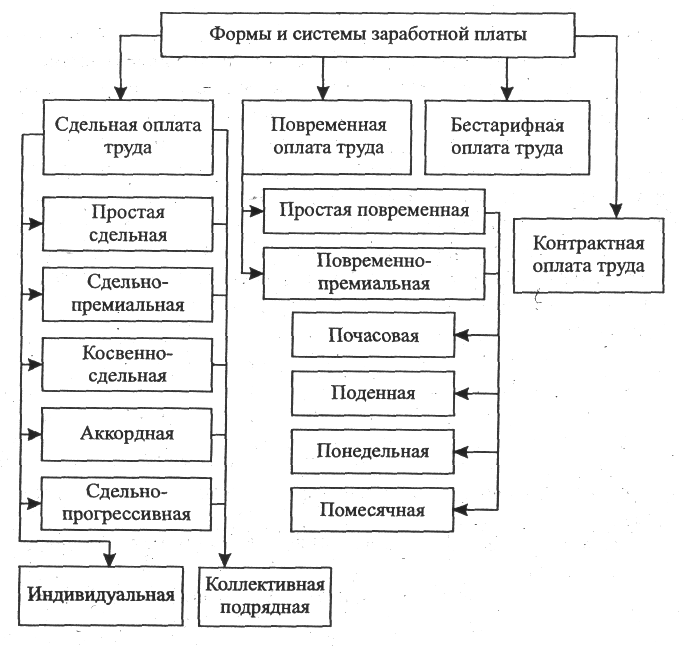 Формы и системы заработной платы
Сдельная оплата
труда
Повременная
оплата труда
Бестарифная
оплата труда
Контрактная
оплата труда
Простая
сдельная
Сдельно-
премиальная
Косвенно-
сдельная
Аккордная
Сдельно-
прогрессивная
Индивидуальная
Коллективная
подрядная
Простая повременная
Повременно-
премиальная
Почасовая
Поденная
Понедельная
Помесячная